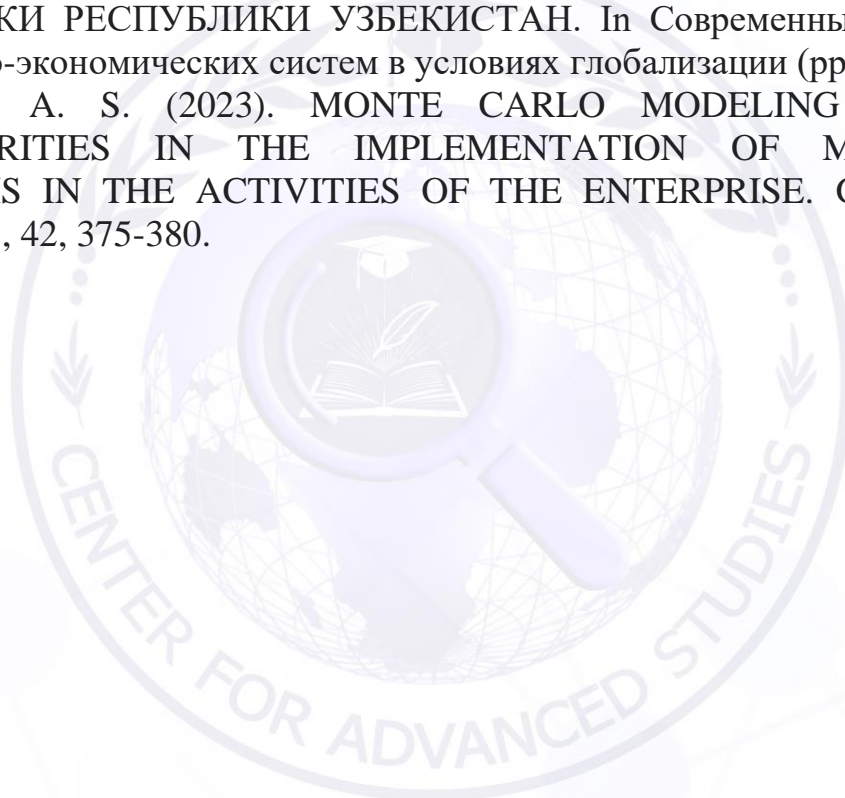 КИ РЕСПУБЛИКИ УЗБЕКИСТАН. In Современны
о-экономических систем в условиях глобализации (pp
A. S. (2023). MONTE CARLO MODELING
RITIES IN THE IMPLEMENTATION OF M
S IN THE ACTIVITIES OF THE ENTERPRISE.
, 42, 375-380.
CENTER FOR ADVANCED STUDIES